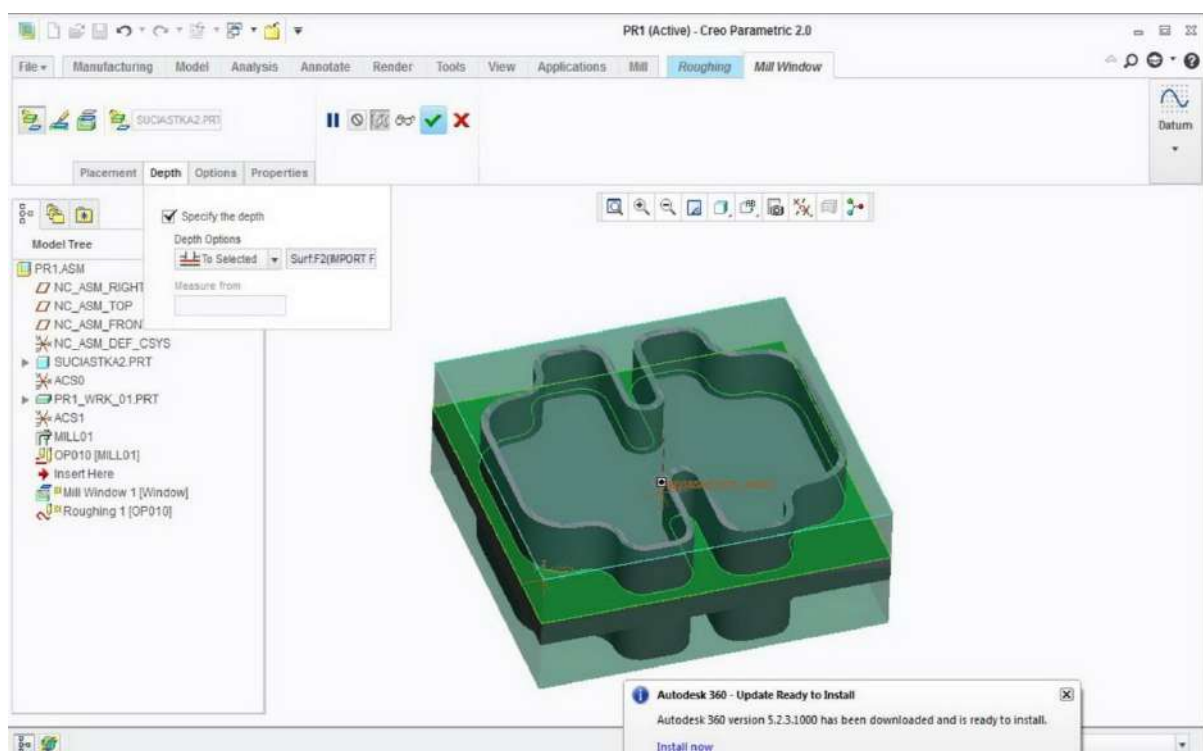 PR1 (Active) - Creo Parametric 2.0
File Manufacturing Model Analysis Annotate Render Tools View Applications Mill Roughing Mill Window
SUCIASTKA2.PRT
Datum
Placement Depth Options Properties
Specify the depth
Depth Options
To Selected Surf:F2(IMPORT F
Measure from
Model Tree
PR1.ASM
NC_ASM_RIGHT
NC_ASM_TOP
NC_ASM_FRON
NC_ASM_DEF_CSYS
SUCIASTKA2.PRT
ACS0
PR1_WRK_01.PRT
ACS1
MILL01
OP010 [MILL01]
Insert Here
Mill Window 1 [Window]
Roughing 1 [OP010]
Autodesk 360 - Update Ready to Install
Autodesk 360 version 5.2.3.1000 has been downloaded and is ready to install.
Install now